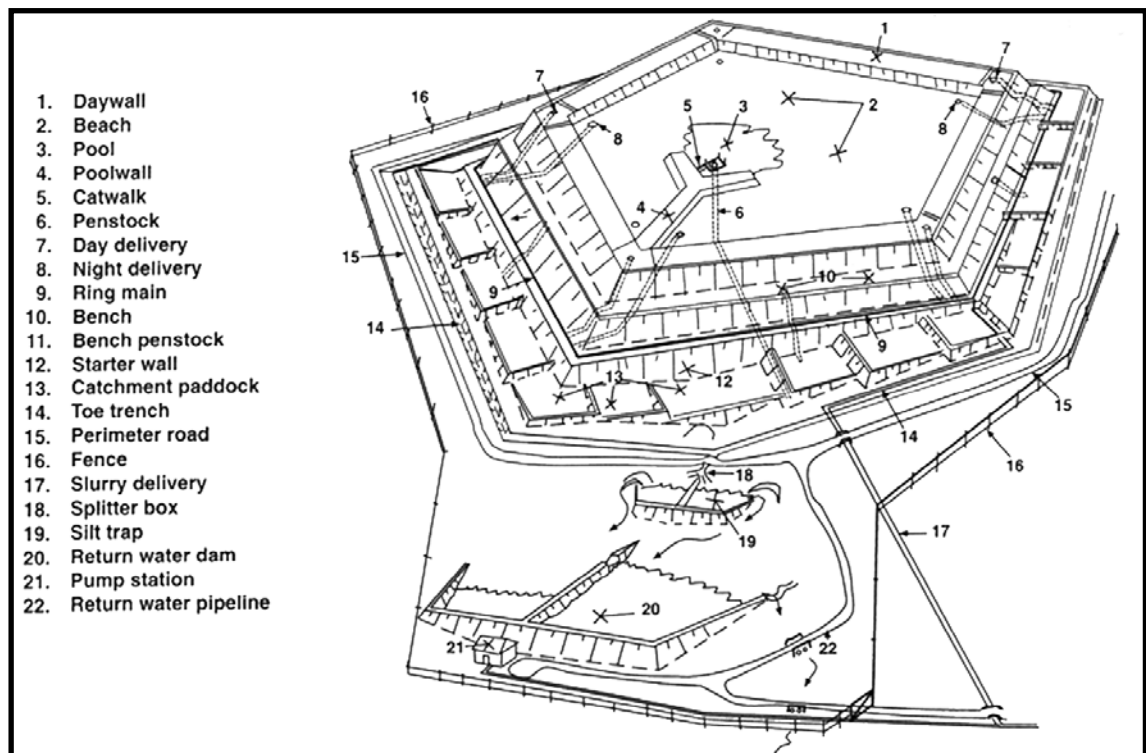 1. Daywall
2. Beach
3. Pool
4. Poolwall
5. Catwalk
6. Penstock
7. Day delivery
8. Night delivery
9. Ring main
10. Bench
11. Bench penstock
12. Starter wall
13. Catchment paddock
14. Toe trench
15. Perimeter road
16. Fence
17. Slurry delivery
18. Splitter box
19. Silt trap
20. Return water dam
21. Pump station
22. Return water pipeline
1
7
7
16
2
5
3
8
8
4
6
15
10
9
14
9
13
12
15
14
16
18
17
19
20
21
22